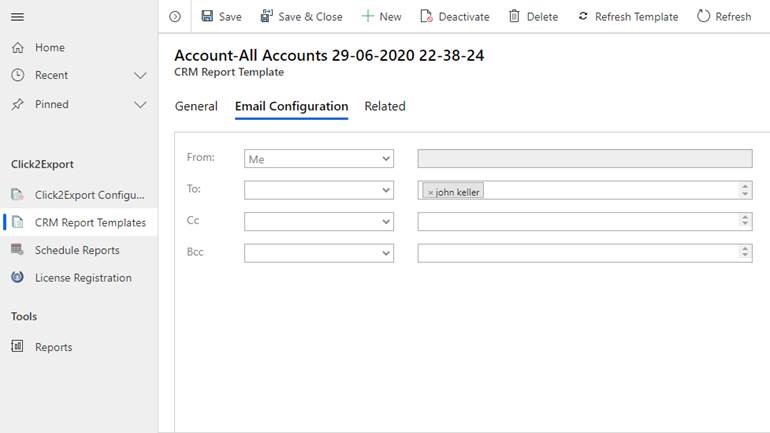 Save
Save & Close
New
Deactivate
Delete
Refresh Template
Refresh
Home
Recent
Pinned
Click2Export
Click2Export Configu...
CRM Report Templates
Schedule Reports
License Registration
Tools
Reports
Account-All Accounts 29-06-2020 22-38-24
CRM Report Template
General
Email Configuration
Related
From:
Me
To:
× john keller
Cc
Bcc